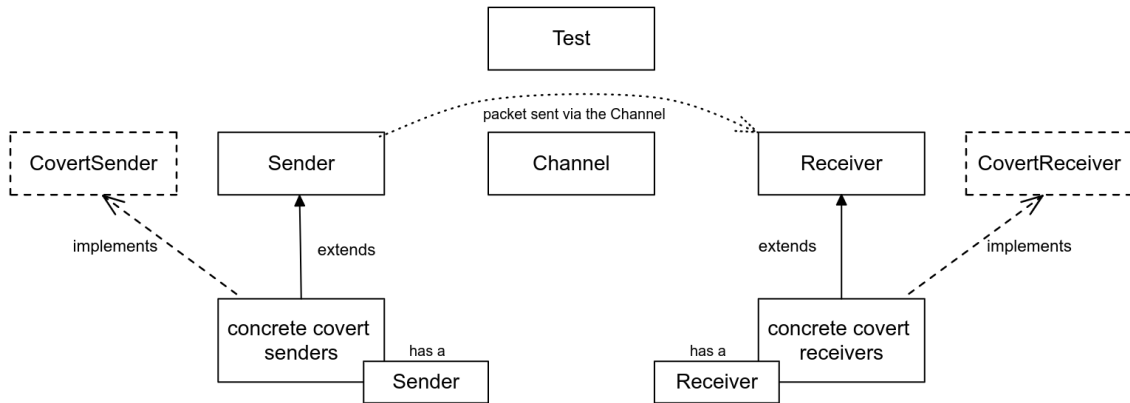 Test
packet sent via the Channel
CovertSender
Sender
Channel
Receiver
CovertReceiver
implements
extends
extends
implements
concrete covert
senders
concrete covert
receivers
has a
has a
Sender
Receiver